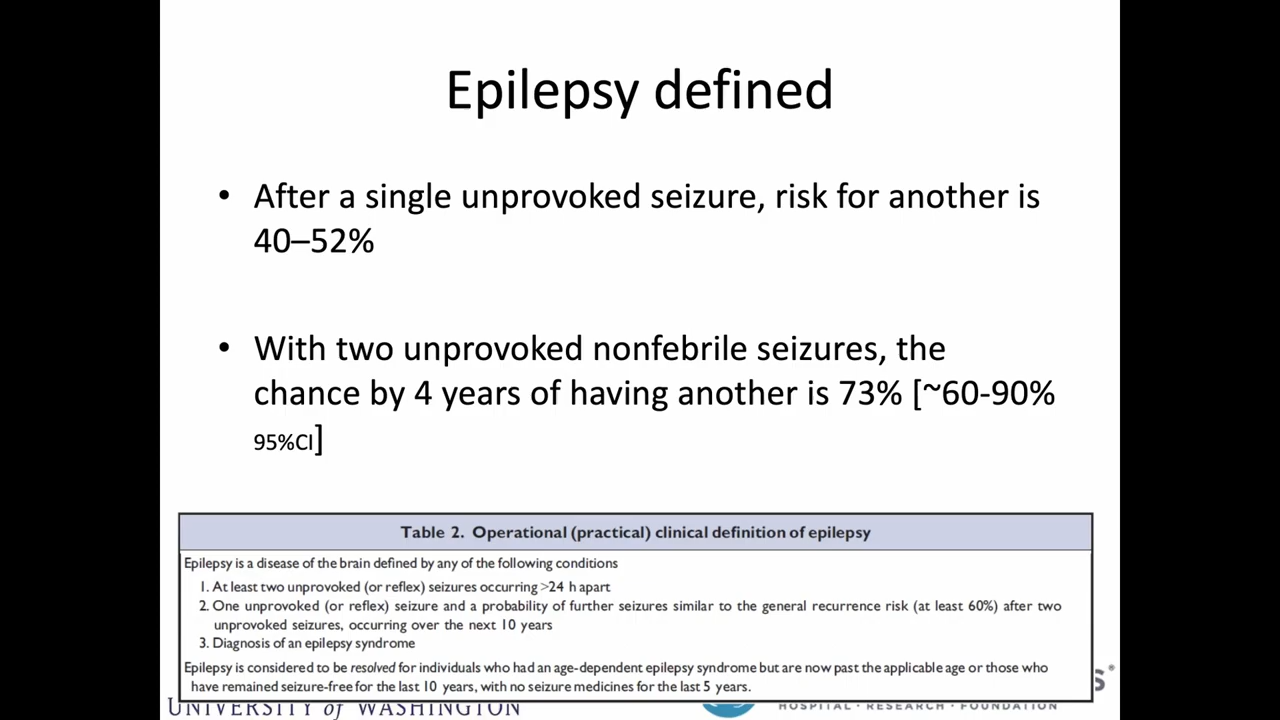 Epilepsy defined
• After a single unprovoked seizure, risk for another is
40–52%
• With two unprovoked nonfebrile seizures, the
chance by 4 years of having another is 73% [~60-90%
95%CI]
Table 2. Operational (practical) clinical definition of epilepsy
Epilepsy is a disease of the brain defined by any of the following conditions
1. At least two unprovoked (or reflex) seizures occurring >24 h apart
2. One unprovoked (or reflex) seizure and a probability of further seizures similar to the general recurrence risk (at least 60%) after two
unprovoked seizures, occurring over the next 10 years
3. Diagnosis of an epilepsy syndrome
Epilepsy is considered to be resolved for individuals who had an age-dependent epilepsy syndrome but are now past the applicable age or those who
have remained seizure-free for the last 10 years, with no seizure medicines for the last 5 years.
UNIVERSITY of WASHINGTON
HOSPITAL · RESEARCH · FOUNDATION